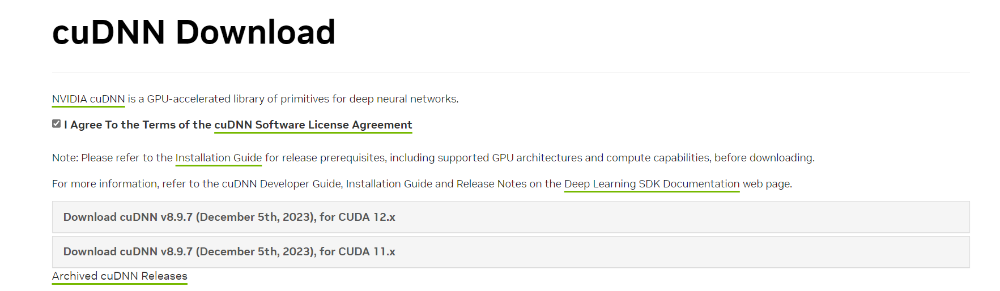 cuDNN Download
NVIDIA cuDNN is a GPU-accelerated library of primitives for deep neural networks.
I Agree To the Terms of the cuDNN Software License Agreement
Note: Please refer to the Installation Guide for release prerequisites, including supported GPU architectures and compute capabilities, before downloading.
For more information, refer to the cuDNN Developer Guide, Installation Guide and Release Notes on the Deep Learning SDK Documentation web page.
Download cuDNN v8.9.7 (December 5th, 2023), for CUDA 12.x
Download cuDNN v8.9.7 (December 5th, 2023), for CUDA 11.x
Archived cuDNN Releases